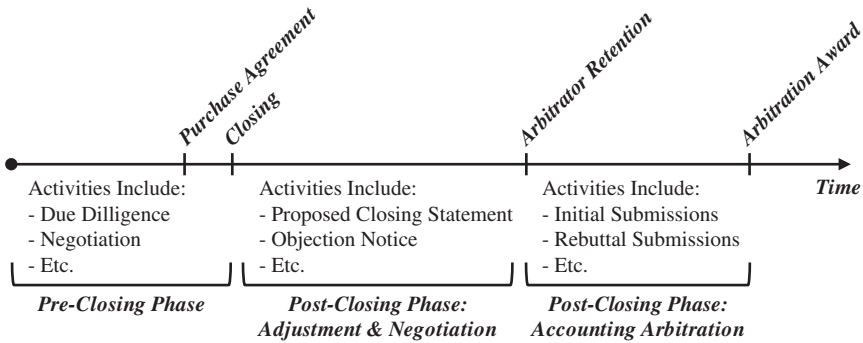 Purchase Agreement
Closing
Arbitrator Retention
Arbitration Award
Time
Activities Include:
- Due Dilligence
- Negotiation
- Etc.
Activities Include:
- Proposed Closing Statement
- Objection Notice
- Etc.
Activities Include:
- Initial Submissions
- Rebuttal Submissions
- Etc.
Pre-Closing Phase
Post-Closing Phase:
Adjustment & Negotiation
Post-Closing Phase:
Accounting Arbitration